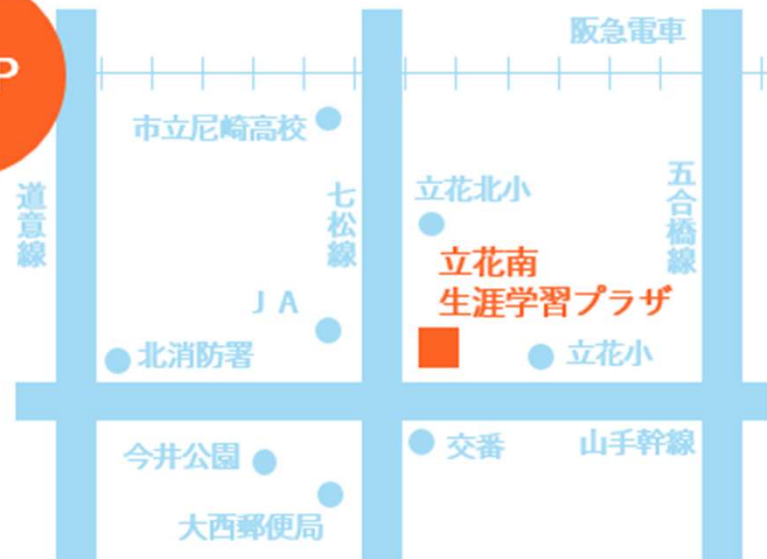 P
阪急電車
市立尼崎高校
道意線
七松線
立花北小
五合橋線
立花南
生涯学習プラザ
JA
北消防署
立花小
今井公園
交番
山手幹線
大西郵便局